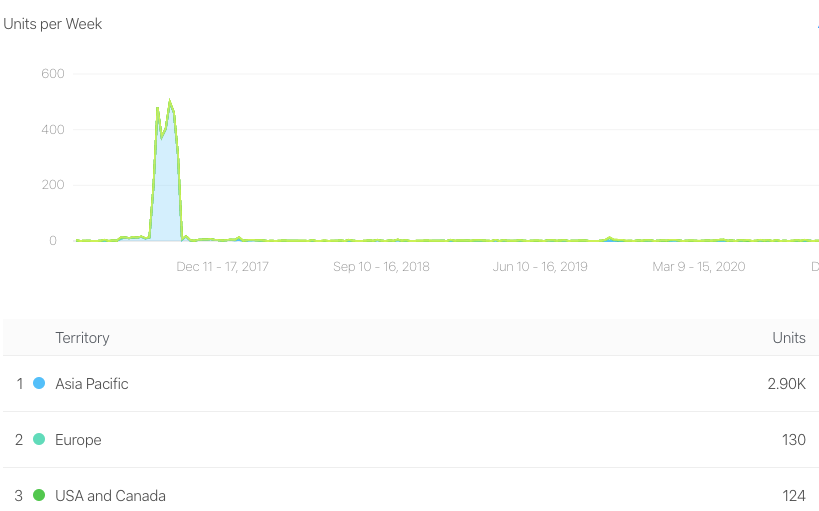 Units per Week
600
400
200
0
Dec 11 - 17, 2017 Sep 10 - 16, 2018 Jun 10 - 16, 2019 Mar 9 - 15, 2020 D
Territory Units
1 Asia Pacific 2.90K
2 Europe 130
3 USA and Canada 124